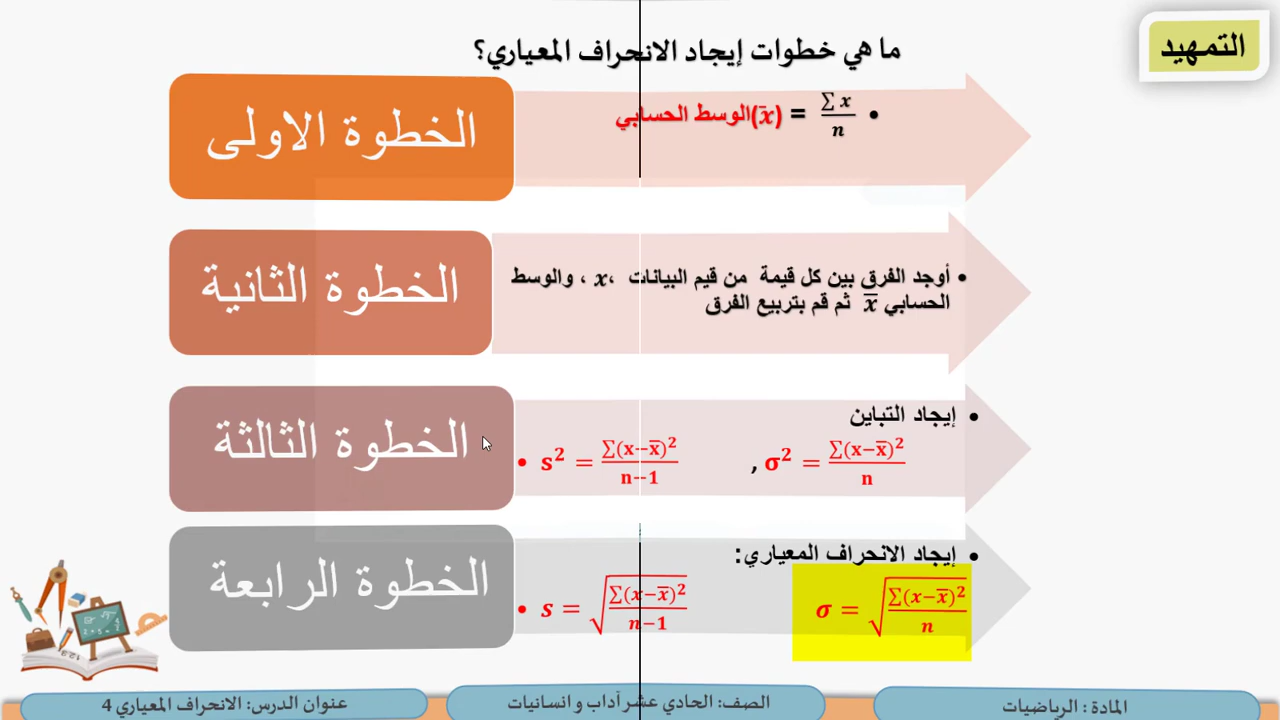 التمهيد
ما هي خطوات إيجاد الانحراف المعياري؟
الخطوة الاولى
• ∑ x / n = الوسط الحسابي(x̄)
الخطوة الثانية
• أوجد الفرق بين كل قيمة من قيم البيانات x ،، والوسط
الحسابي x̄ ثم قم بتربيع الفرق
الخطوة الثالثة
• إيجاد التباين
• s² = ∑(x−x̄)² / n−1 , σ² = ∑(x−x̄)² / n
الخطوة الرابعة
• إيجاد الانحراف المعياري:
• s = √(∑(x−x̄)² / n−1) σ = √(∑(x−x̄)² / n)
المادة : الرياضيات
الصف: الحادي عشر آداب و انسانيات
عنوان الدرس: الانحراف المعياري 4